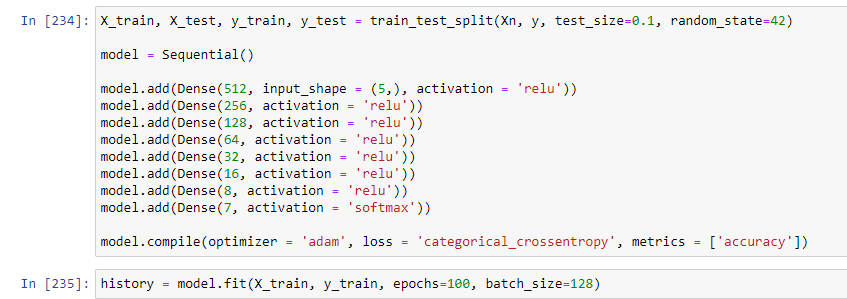 In [234]: X_train, X_test, y_train, y_test = train_test_split(Xn, y, test_size=0.1, random_state=42)
model = Sequential()
model.add(Dense(512, input_shape = (5,), activation = 'relu'))
model.add(Dense(256, activation = 'relu'))
model.add(Dense(128, activation = 'relu'))
model.add(Dense(64, activation = 'relu'))
model.add(Dense(32, activation = 'relu'))
model.add(Dense(16, activation = 'relu'))
model.add(Dense(8, activation = 'relu'))
model.add(Dense(7, activation = 'softmax'))
model.compile(optimizer = 'adam', loss = 'categorical_crossentropy', metrics = ['accuracy'])
In [235]: history = model.fit(X_train, y_train, epochs=100, batch_size=128)